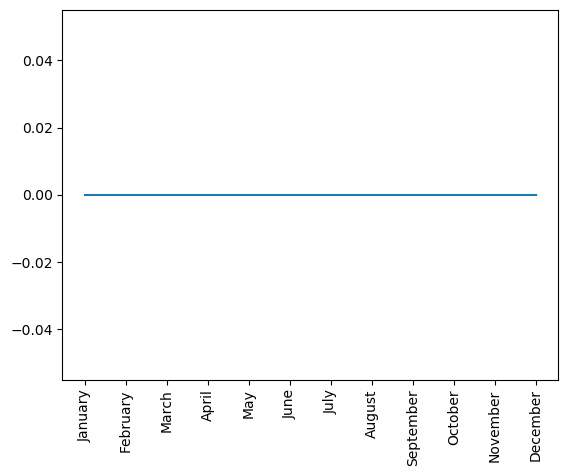 0.04
0.02
0.00
−0.02
−0.04
January
February
March
April
May
June
July
August
September
October
November
December